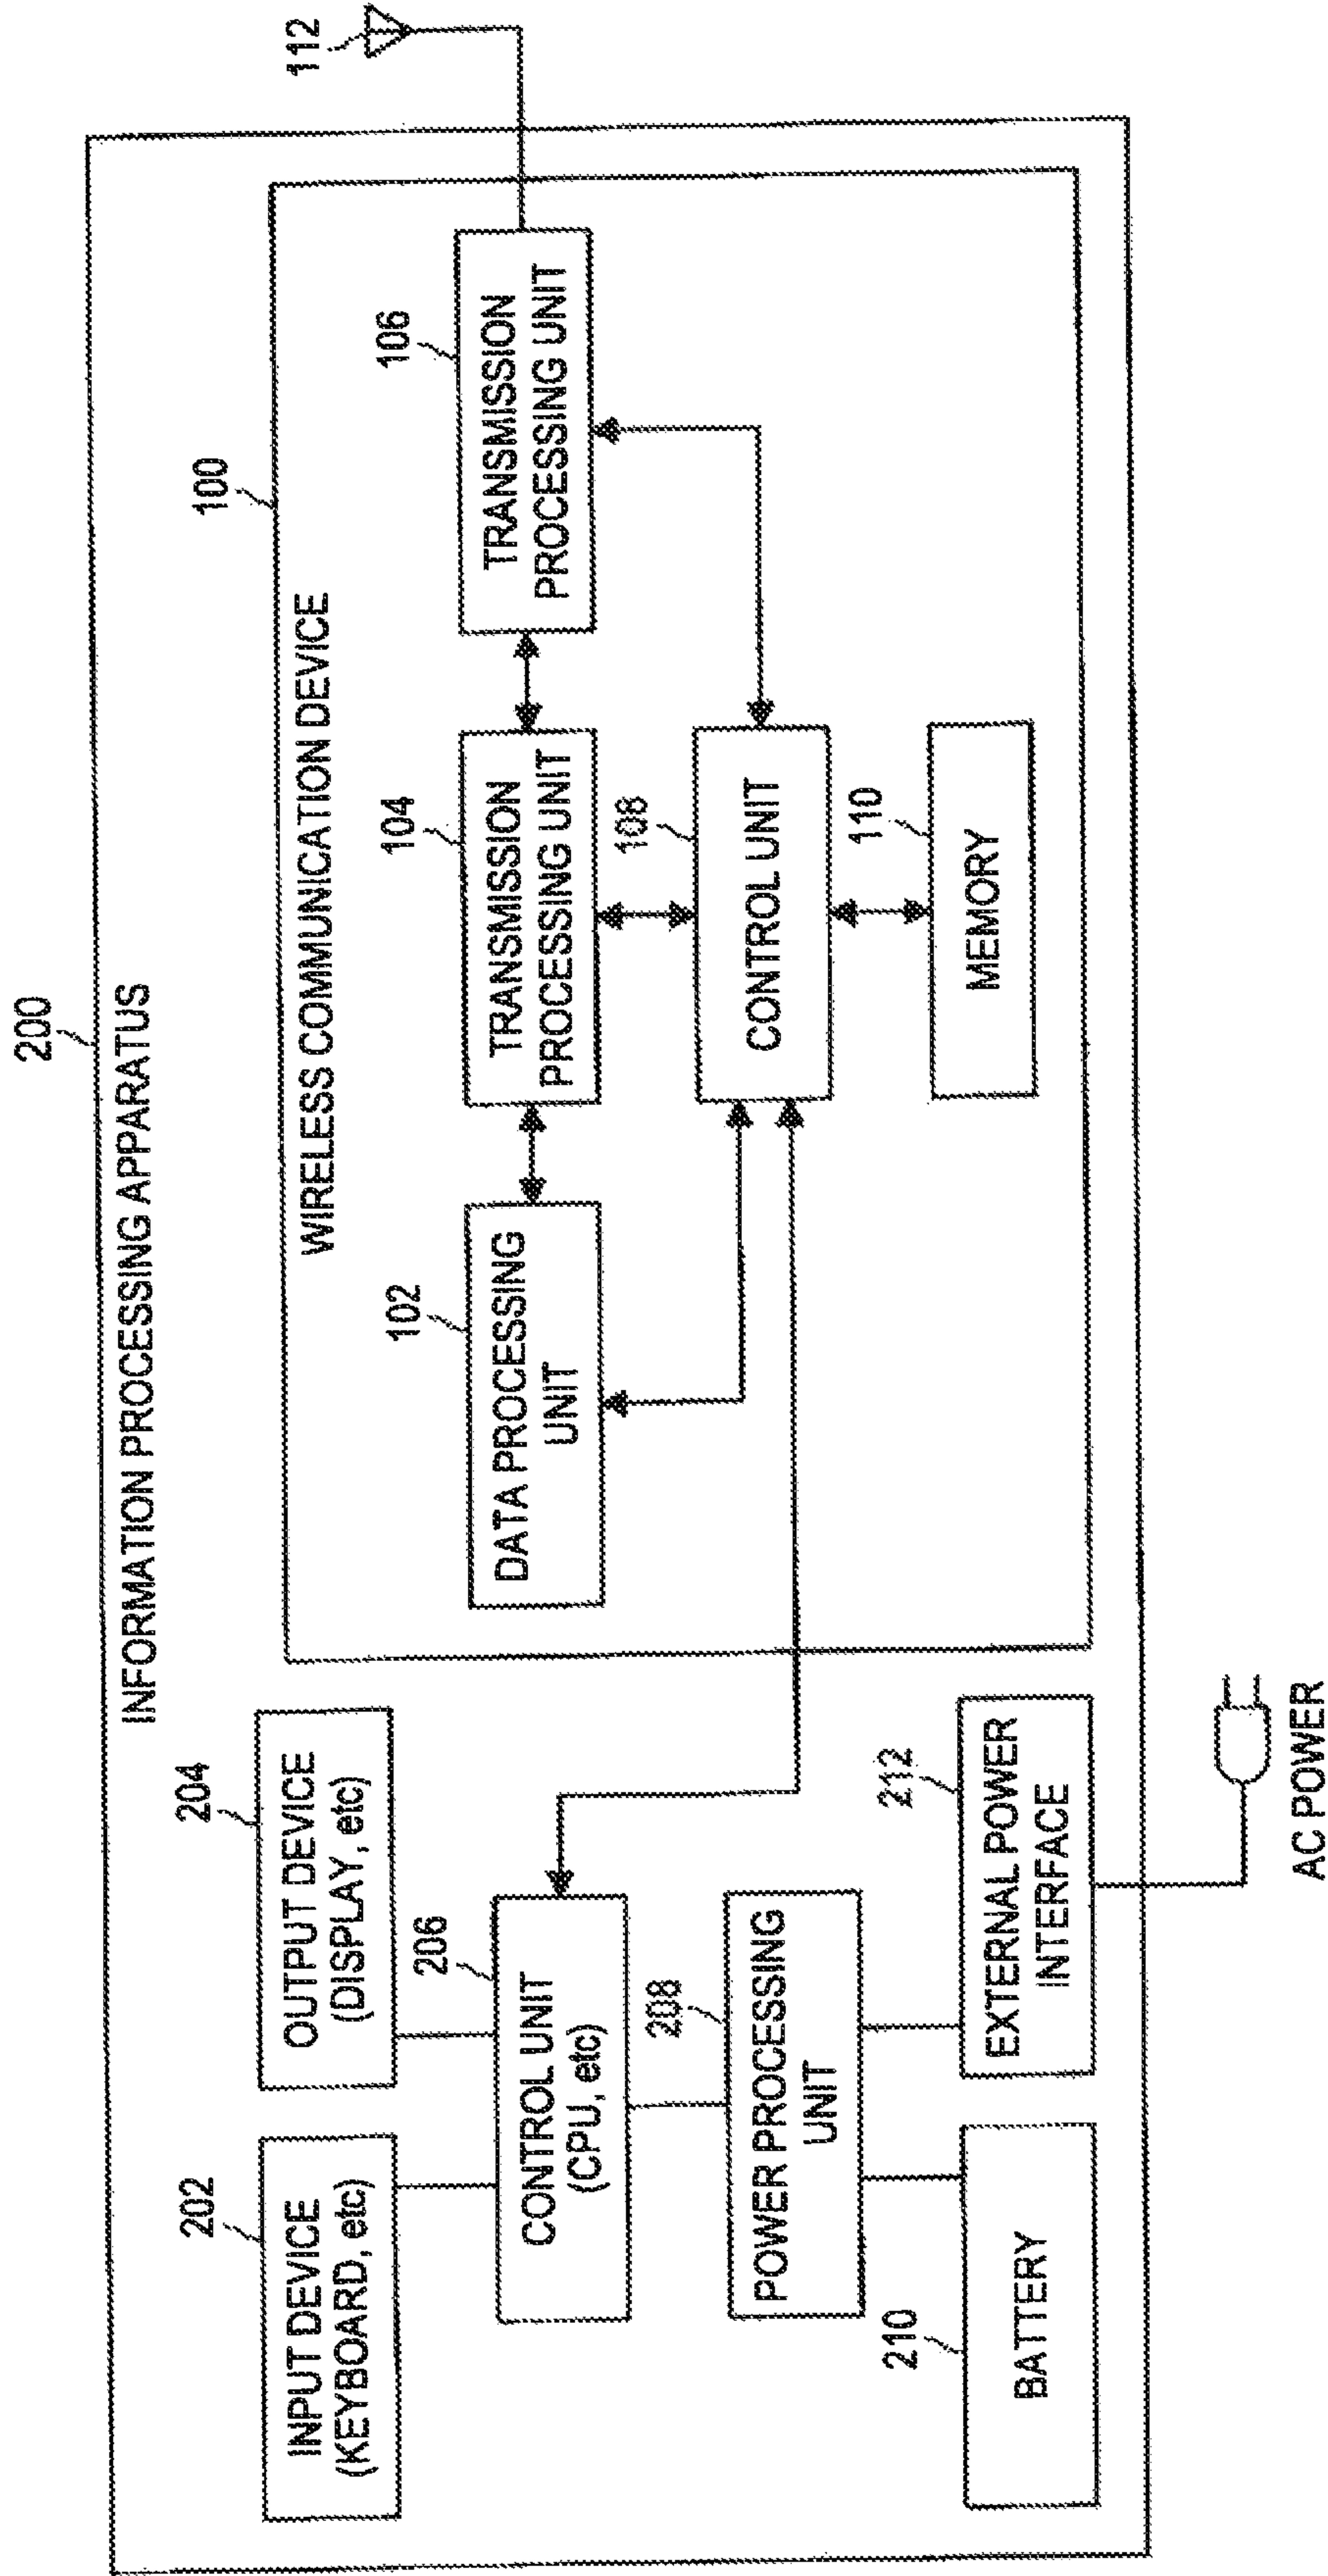 200
INFORMATION PROCESSING APPARATUS
202
INPUT DEVICE
(KEYBOARD, etc)
204
OUTPUT DEVICE
(DISPLAY, etc)
206
CONTROL UNIT
(CPU, etc)
208
POWER PROCESSING
UNIT
210
BATTERY
212
EXTERNAL POWER
INTERFACE
AC POWER
100
WIRELESS COMMUNICATION DEVICE
102
DATA PROCESSING
UNIT
104
TRANSMISSION
PROCESSING UNIT
106
TRANSMISSION
PROCESSING UNIT
108
CONTROL UNIT
110
MEMORY
112